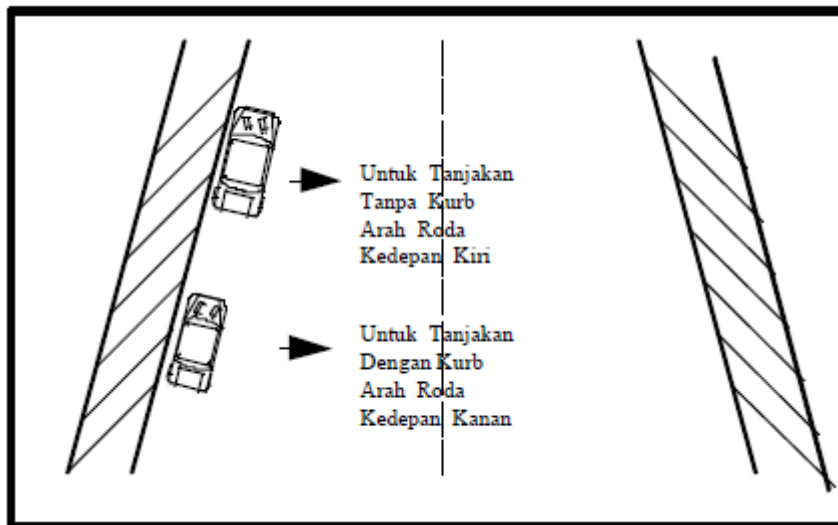 Untuk Tanjakan
Tanpa Kurb
Arah Roda
Kedepan Kiri
Untuk Tanjakan
Dengan Kurb
Arah Roda
Kedepan Kanan